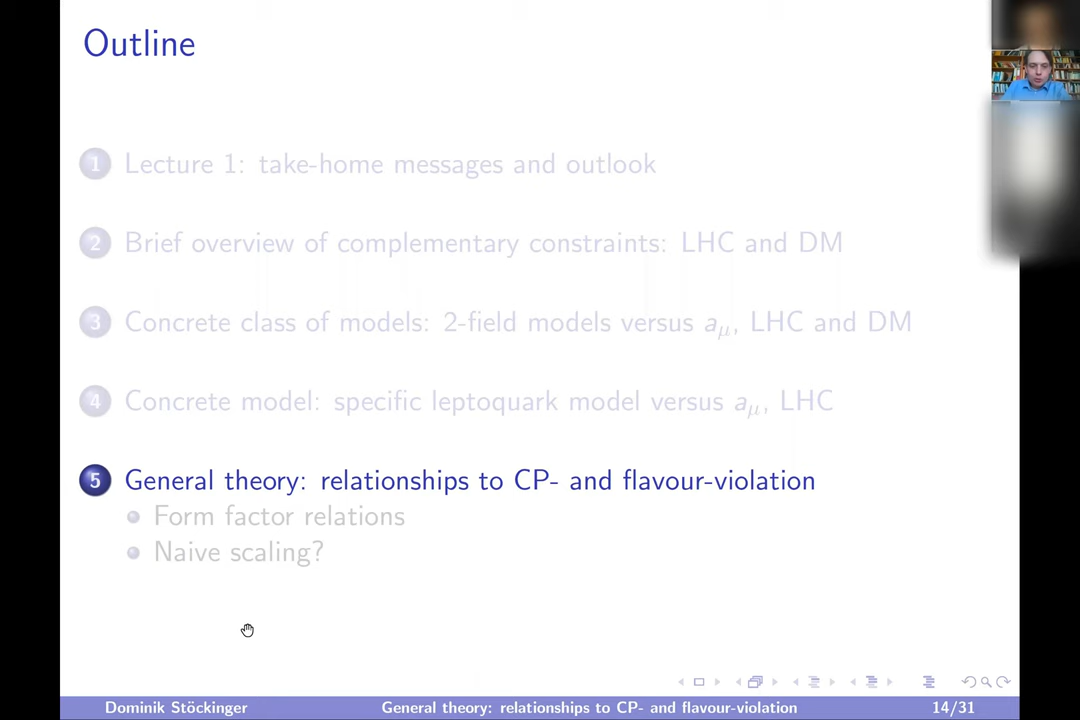 Outline
1 Lecture 1: take-home messages and outlook
2 Brief overview of complementary constraints: LHC and DM
3 Concrete class of models: 2-field models versus aμ, LHC and DM
4 Concrete model: specific leptoquark model versus aμ, LHC
5 General theory: relationships to CP- and flavour-violation
Form factor relations
Naive scaling?
Dominik Stöckinger General theory: relationships to CP- and flavour-violation 14/31